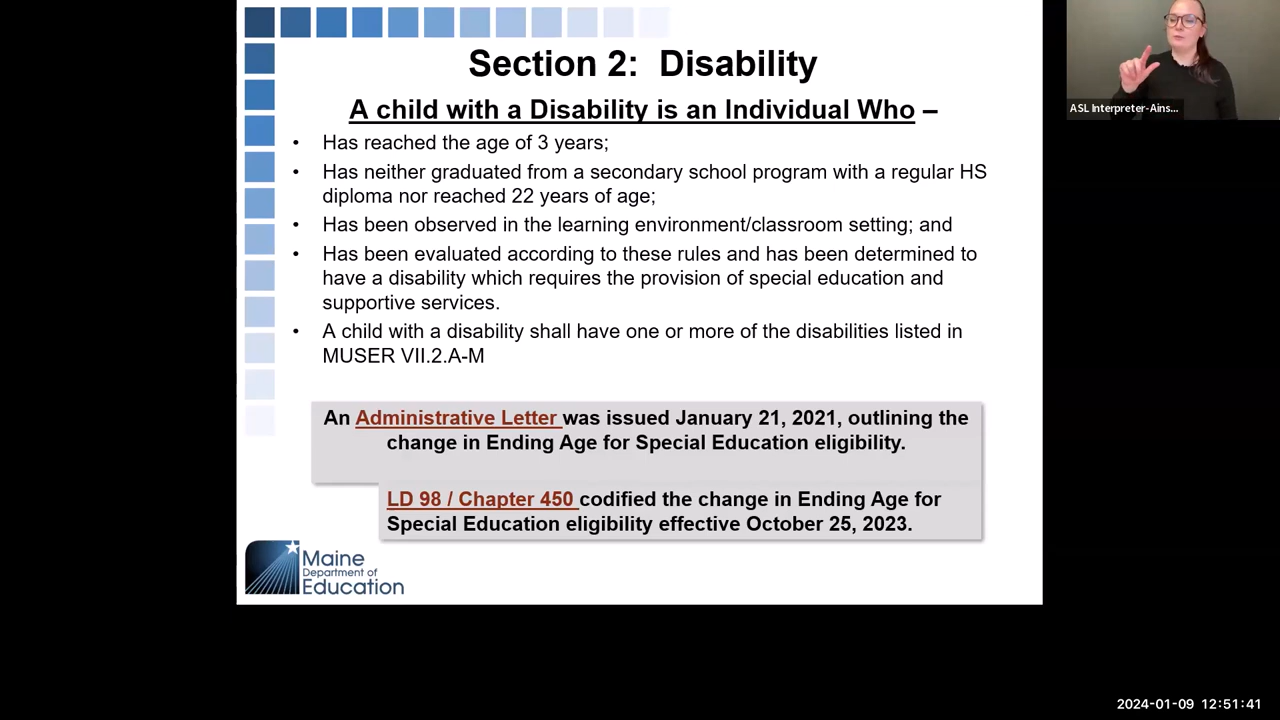 Section 2:  Disability
A child with a Disability is an Individual Who –
• Has reached the age of 3 years;
• Has neither graduated from a secondary school program with a regular HS
diploma nor reached 22 years of age;
• Has been observed in the learning environment/classroom setting; and
• Has been evaluated according to these rules and has been determined to
have a disability which requires the provision of special education and
supportive services.
• A child with a disability shall have one or more of the disabilities listed in
MUSER VII.2.A-M
An Administrative Letter was issued January 21, 2021, outlining the
change in Ending Age for Special Education eligibility.
LD 98 / Chapter 450 codified the change in Ending Age for
Special Education eligibility effective October 25, 2023.
Maine
Department of
Education
ASL Interpreter-Ains...
2024-01-09 12:51:41